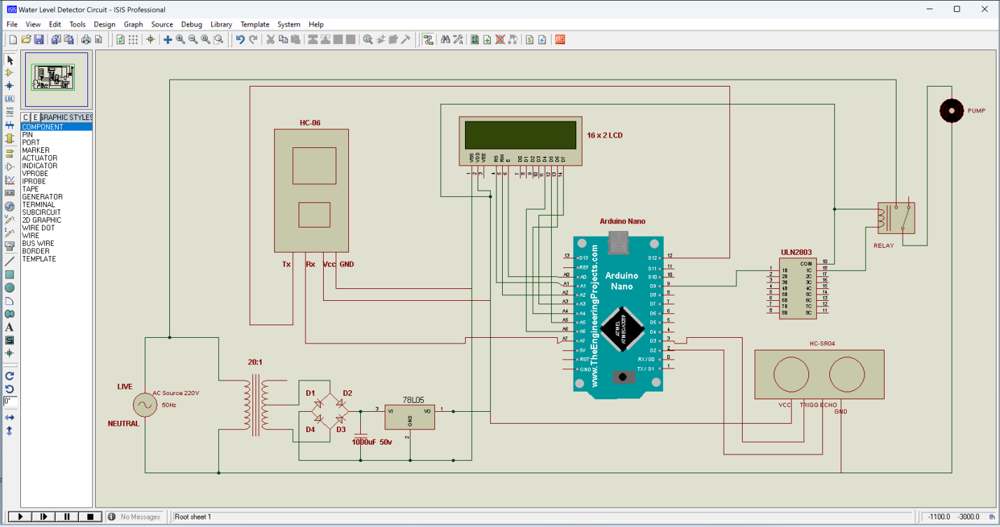 Water Level Detector Circuit - ISIS Professional
File View Edit Tools Design Graph Source Debug Library Template System Help
C E GRAPHIC STYLES
COMPONENT
PIN
PORT
MARKER
ACTUATOR
INDICATOR
VPROBE
IPROBE
TAPE
GENERATOR
TERMINAL
SUBCIRCUIT
2D GRAPHIC
WIRE DOT
WIRE
BUS WIRE
BORDER
TEMPLATE
0°
HC-06
Tx Rx Vcc GND
16 x 2 LCD
VSS VDD VEE RS RW E D0 D1 D2 D3 D4 D5 D6 D7
1 2 3 4 5 6 7 8 9 10 11 12 13 14
PUMP
RELAY
Arduino Nano
www.TheEngineeringProjects.com
Arduino
Nano
ATMEL
ATMEGA328P
13 D13
REF
A0 A0
A1 A1
A2 A2
A3 A3
A4 A4
A5 A5
A6 A6
A7 A7
5V
RST
GND
D12 12
D11 11
D10 10
D9 9
D8 8
D7 7
D6 6
D5 5
D4 4
D3 3
D2 2
RX / D0 0
TX / D1 1
ULN2803
COM
1 1B 1C 18
2 2B 2C 17
3 3B 3C 16
4 4B 4C 15
5 5B 5C 14
6 6B 6C 13
7 7B 7C 12
8 8B 8C 11
HC-SR04
VCC TRIGG ECHO
GND
20:1
LIVE
AC Source 220V
50Hz
NEUTRAL
D1 D2
D4 D3
1000uF 50v
78L05
3 VI VO 1
GND
2
No Messages
Root sheet 1
-1100.0 -3000.0 th